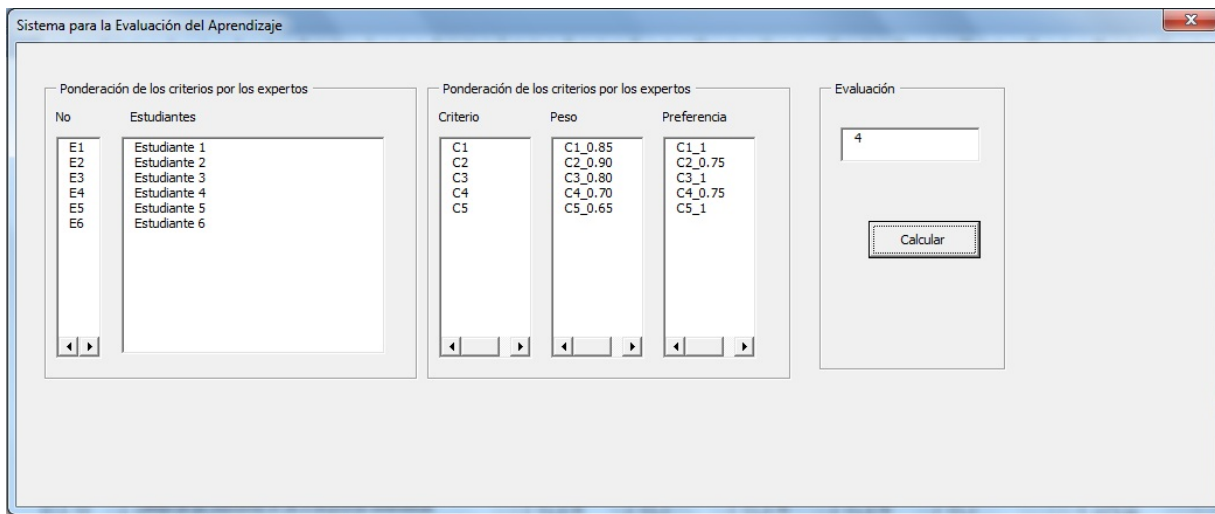 Sistema para la Evaluación del Aprendizaje
x
Ponderación de los criterios por los expertos
No Estudiantes
E1 Estudiante 1
E2 Estudiante 2
E3 Estudiante 3
E4 Estudiante 4
E5 Estudiante 5
E6 Estudiante 6
Ponderación de los criterios por los expertos
Criterio Peso Preferencia
C1 C1_0.85 C1_1
C2 C2_0.90 C2_0.75
C3 C3_0.80 C3_1
C4 C4_0.70 C4_0.75
C5 C5_0.65 C5_1
Evaluación
4
Calcular